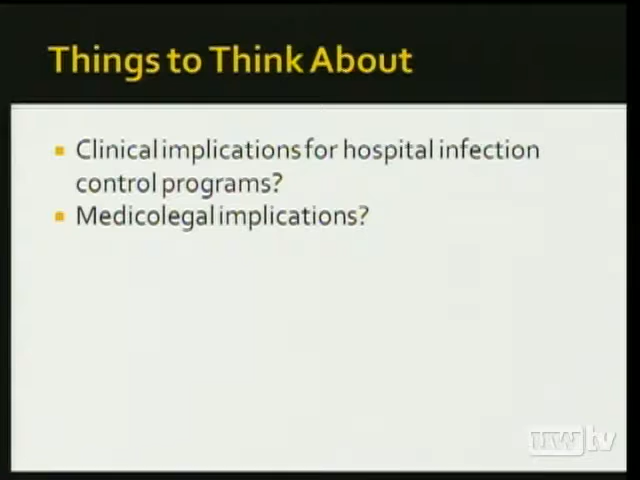 Things to Think About
Clinical implications for hospital infection
control programs?
Medicolegal implications?
uwtv